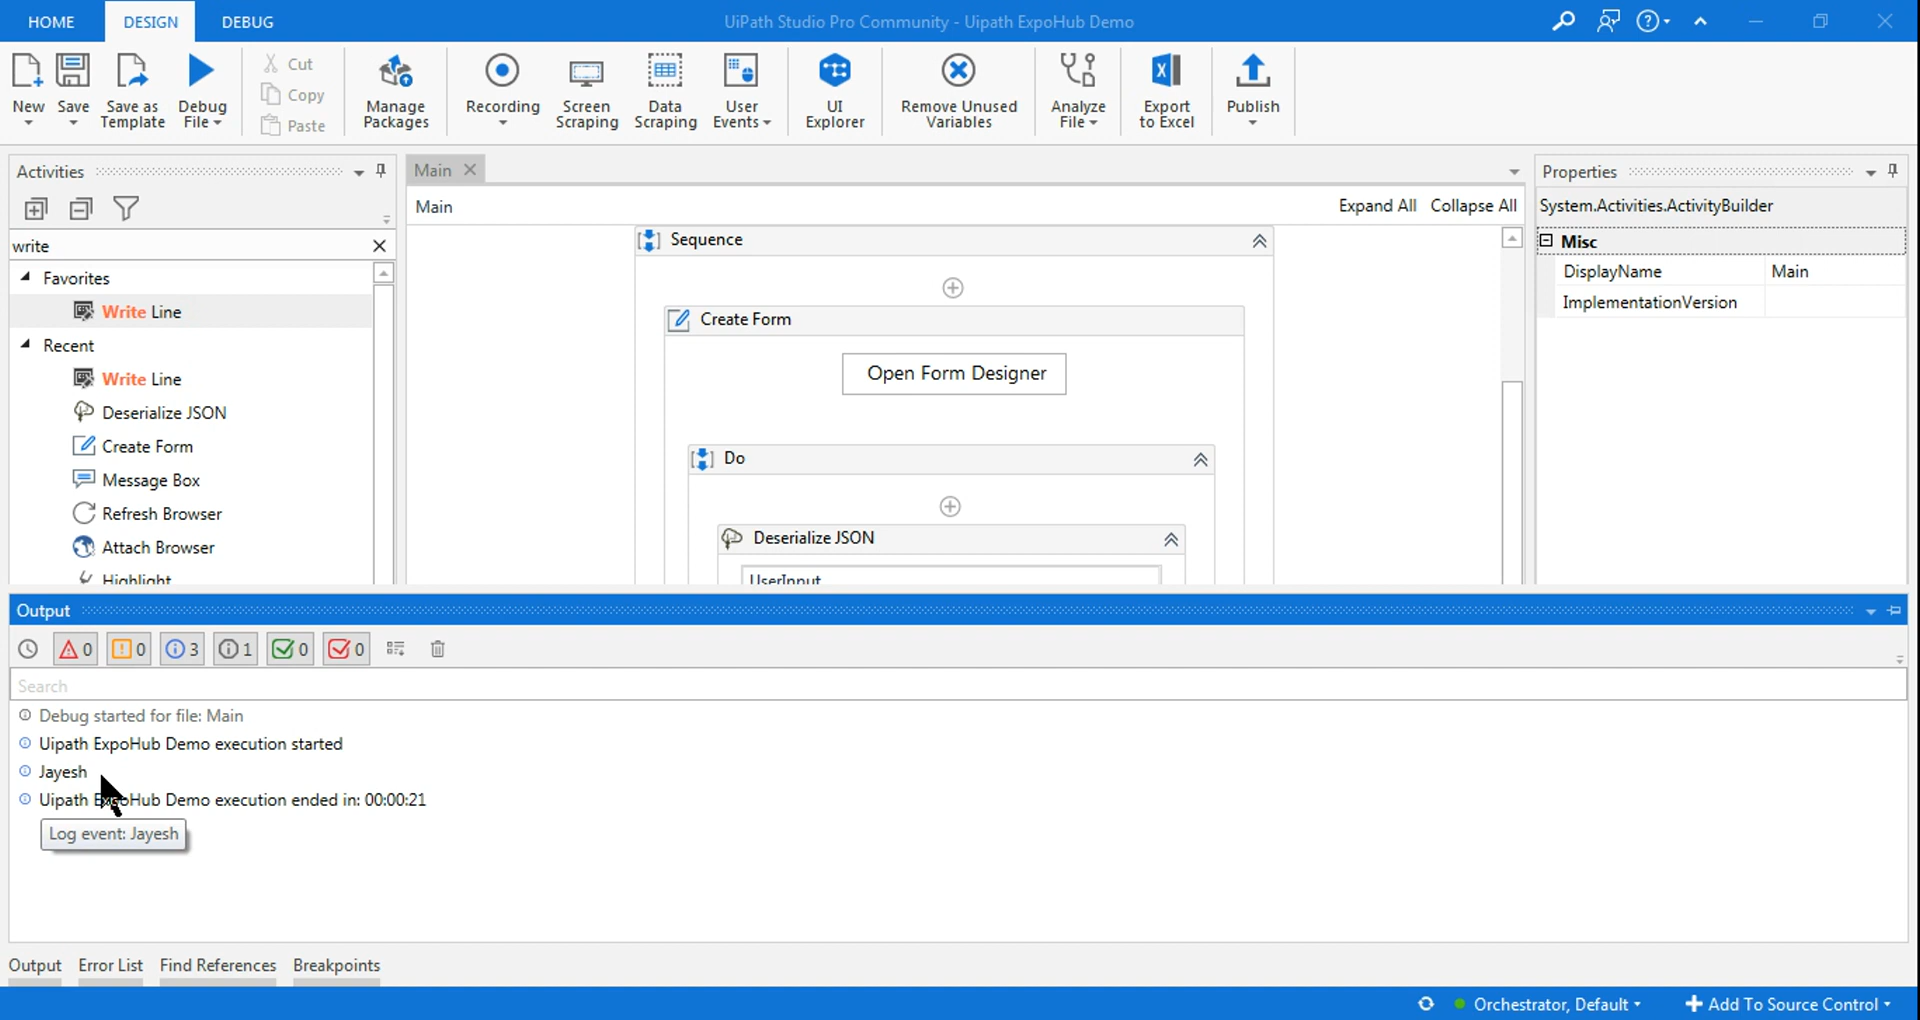 HOME DESIGN DEBUG UiPath Studio Pro Community - Uipath ExpoHub Demo
New Save Save as Template Debug File Cut Copy Paste Manage Packages Recording Screen Scraping Data Scraping User Events UI Explorer Remove Unused Variables Analyze File Export to Excel Publish
Activities
write
Favorites
Write Line
Recent
Write Line
Deserialize JSON
Create Form
Message Box
Refresh Browser
Attach Browser
Highlight
Main
Main Expand All Collapse All
Sequence
Create Form
Open Form Designer
Do
Deserialize JSON
UserInput
Properties
System.Activities.ActivityBuilder
Misc
DisplayName Main
ImplementationVersion
Output
0 0 3 1 0 0
Search
Debug started for file: Main
Uipath ExpoHub Demo execution started
Jayesh
Uipath ExpoHub Demo execution ended in: 00:00:21
Log event: Jayesh
Output Error List Find References Breakpoints
Orchestrator, Default Add To Source Control